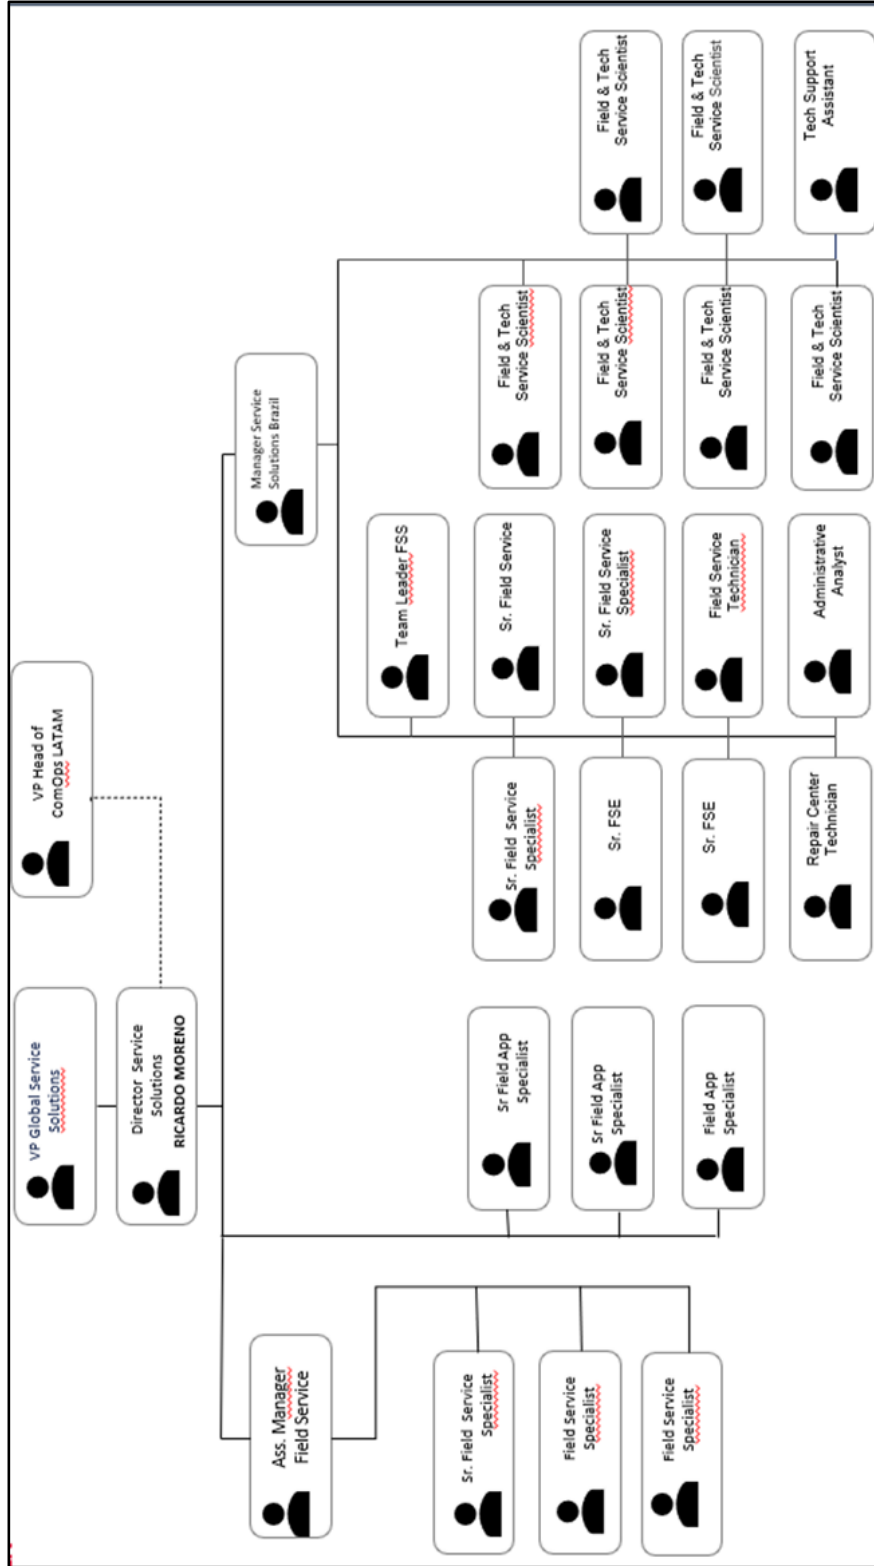 VP Global Service
Solutions
VP Head of
ComOps LATAM
Director Service
Solutions
RICARDO MORENO
Ass. Manager
Field Service
Manager Service
Solutions Brazil
Sr. Field Service
Specialist
Field Service
Specialist
Field Service
Specialist
Sr Field App
Specialist
Sr Field App
Specialist
Field App
Specialist
Team Leader FSS
Sr. Field Service
Specialist
Sr. Field Service
Sr. FSE
Sr. Field Service
Specialist
Sr. FSE
Field Service
Technician
Repair Center
Technician
Administrative
Analyst
Field & Tech
Service Scientist
Field & Tech
Service Scientist
Field & Tech
Service Scientist
Field & Tech
Service Scientist
Field & Tech
Service Scientist
Field & Tech
Service Scientist
Tech Support
Assistant